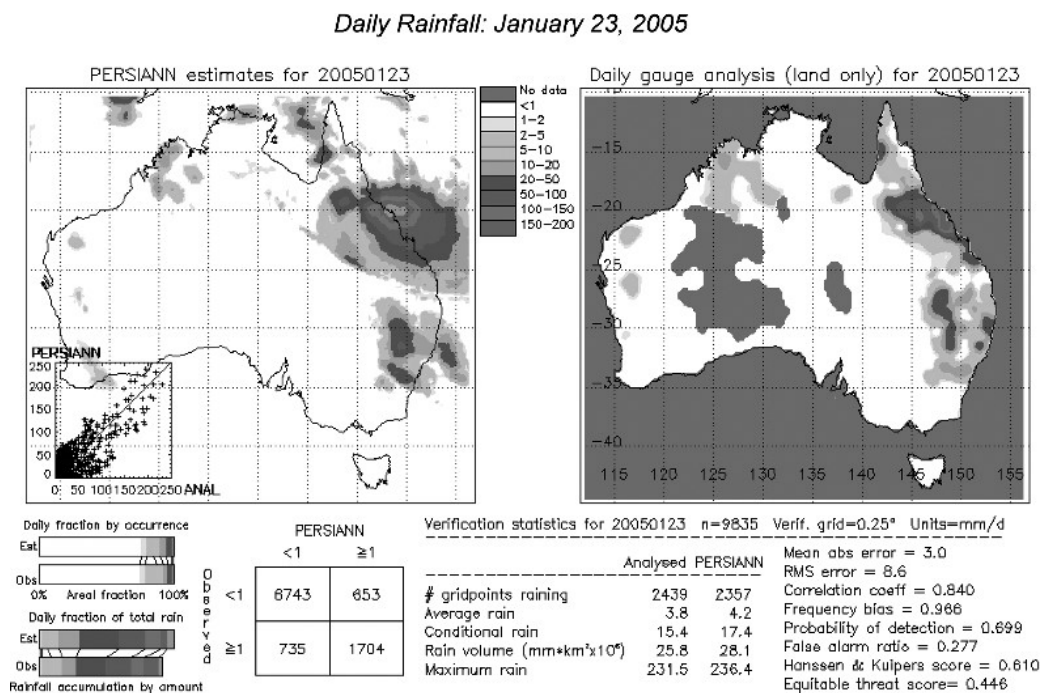 Daily Rainfall: January 23, 2005
PERSIANN estimates for 20050123
No data
<1
1-2
2-5
5-10
10-20
20-50
50-100
100-150
150-200
Daily gauge analysis (land only) for 20050123
-15
-20
-25
-30
-35
-40
115 120 125 130 135 140 145 150 155
PERSIANN
250
200
150
100
50
0
0 50 100 150 200 250 ANAL
Daily fraction by occurrence
Est
Obs
0% Areal fraction 100%
Daily fraction of total rain
Est
Obs
Rainfall accumulation by amount
PERSIANN
<1 ≧1
Observed
<1 6743 653
≧1 735 1704
Verification statistics for 20050123 n=9835 Verif. grid=0.25° Units=mm/d
Analysed PERSIANN
# gridpoints raining 2439 2357
Average rain 3.8 4.2
Conditional rain 15.4 17.4
Rain volume (mm*km²x10⁶) 25.8 28.1
Maximum rain 231.5 236.4
Mean abs error = 3.0
RMS error = 8.6
Correlation coeff = 0.840
Frequency bias = 0.966
Probability of detection = 0.699
False alarm ratio = 0.277
Hanssen & Kuipers score = 0.610
Equitable threat score= 0.446